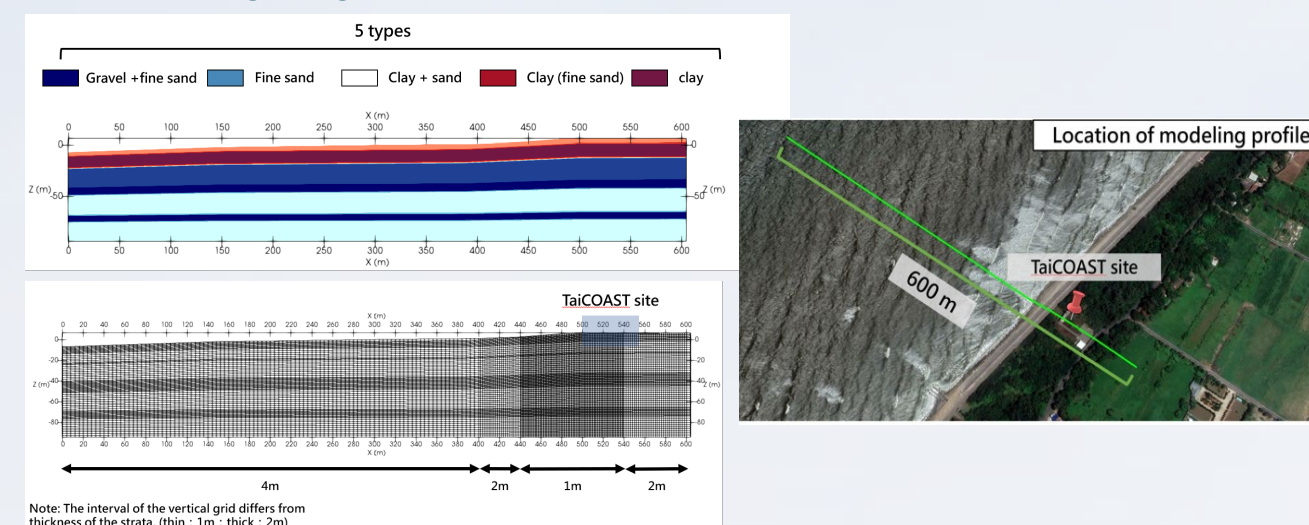 5 types
Gravel +fine sand
Fine sand
Clay + sand
Clay (fine sand)
clay
X (m)
0 50 100 150 200 250 300 350 400 450 500 550 600
0 0
Z (m) -50 -50 Z (m)
0 50 100 150 200 250 300 350 400 450 500 550 600
X (m)
Location of modeling profile
TaiCOAST site
600 m
TaiCOAST site
X (m)
0 20 40 60 80 100 120 140 160 180 200 220 240 260 280 300 320 340 360 380 400 420 440 460 480 500 520 540 560 580 600
0 0
-20 -20
Z (m) -40 -40 Z (m)
-60 -60
-80 -80
0 20 40 60 80 100 120 140 160 180 200 220 240 260 280 300 320 340 360 380 400 420 440 460 480 500 520 540 560 580 600
X (m)
4m 2m 1m 2m
Note: The interval of the vertical grid differs from
thickness of the strata. (thin : 1m ; thick : 2m)